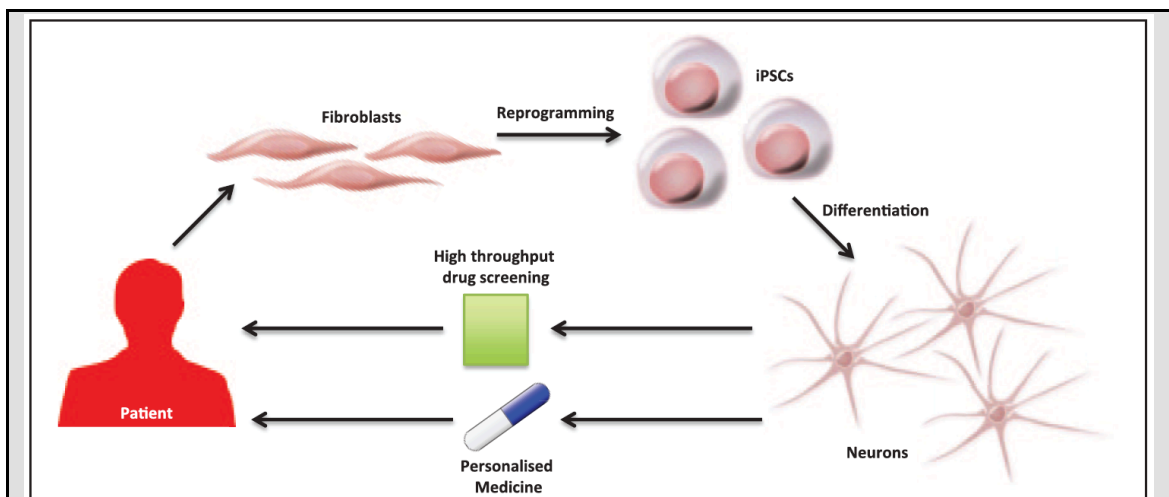 Fibroblasts
Reprogramming
iPSCs
Differentiation
High throughput
drug screening
Patient
Personalised
Medicine
Neurons